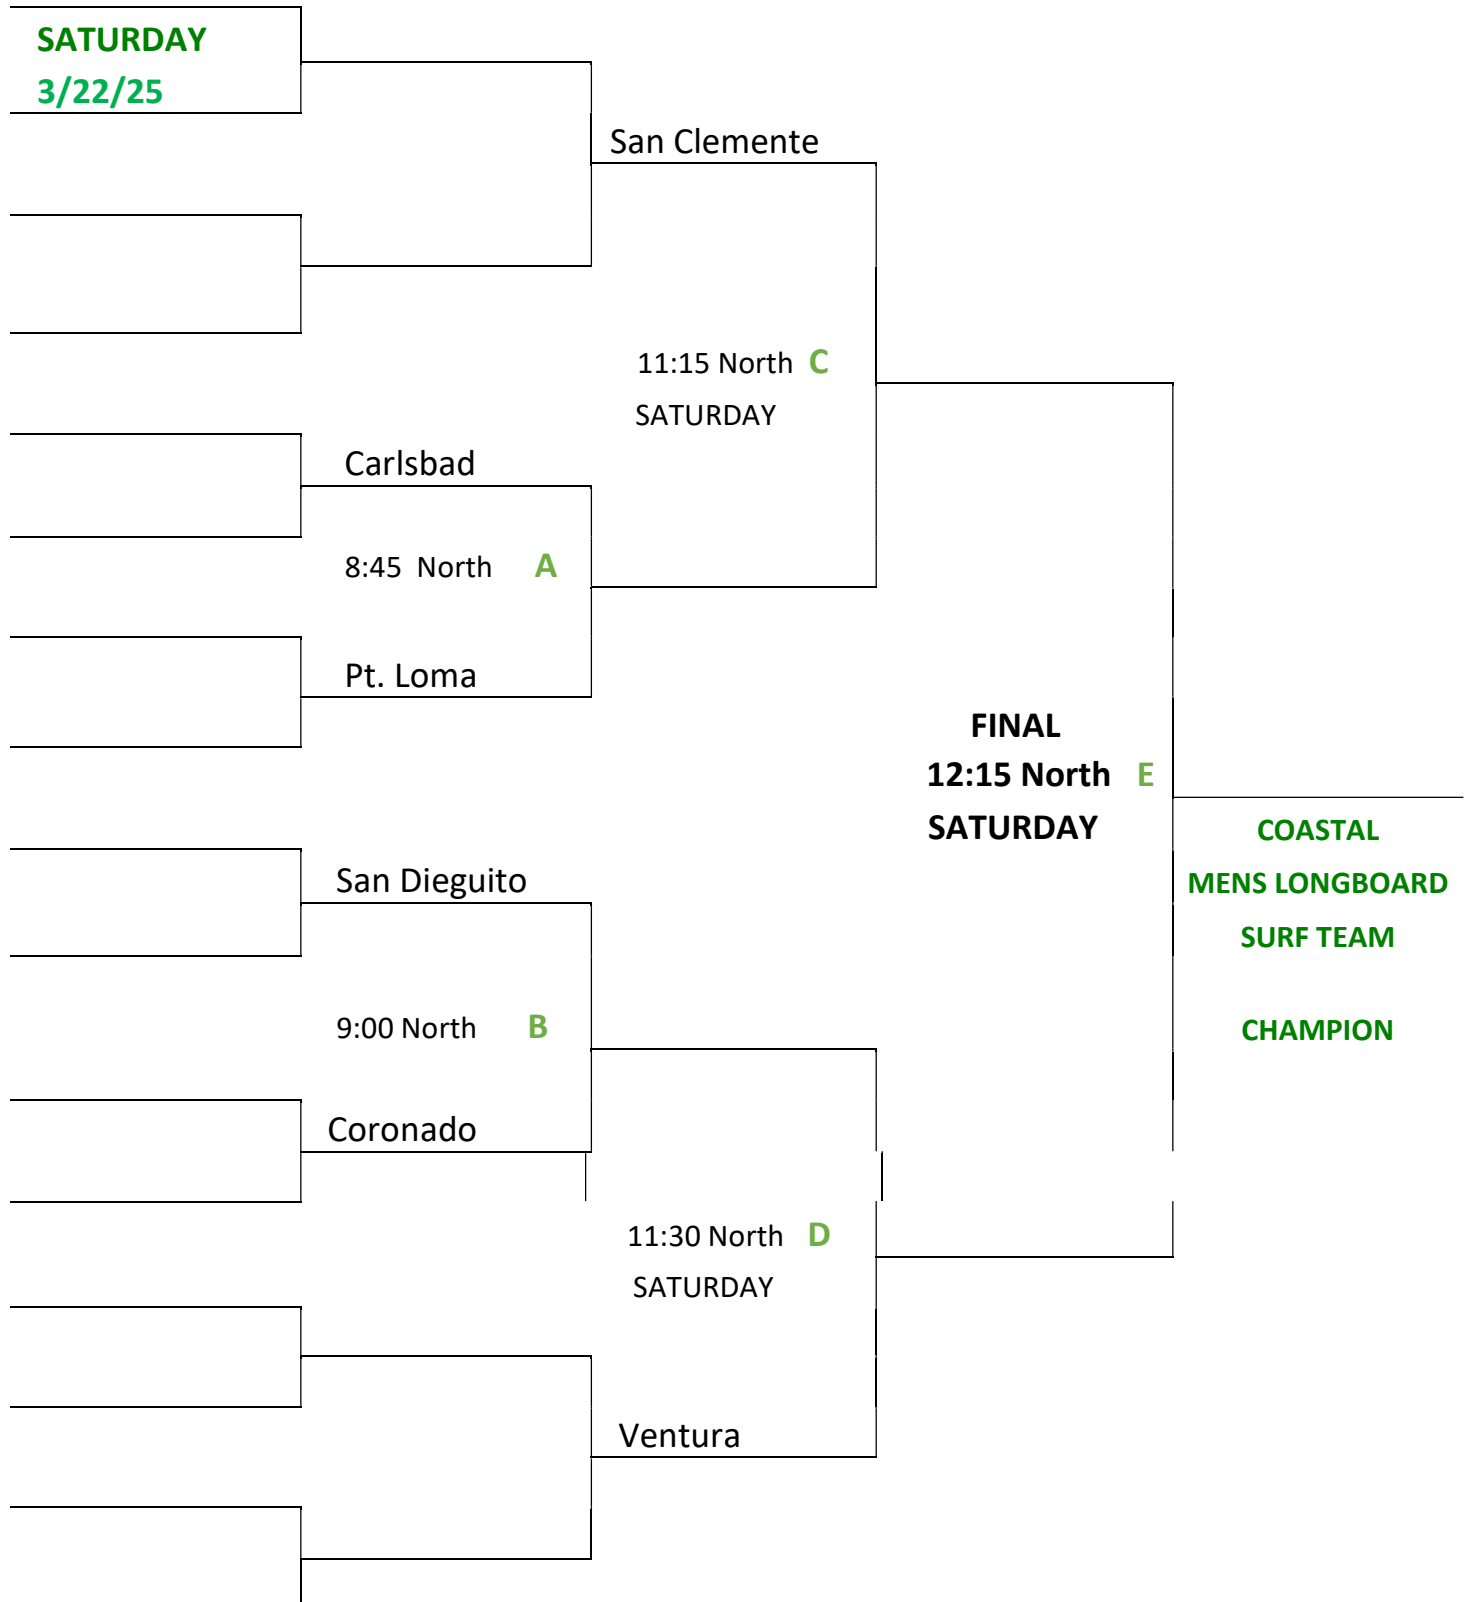 SATURDAY
3/22/25
San Clemente
11:15 North C
SATURDAY
Carlsbad
8:45 North A
Pt. Loma
FINAL
12:15 North E
SATURDAY
COASTAL
MENS LONGBOARD
SURF TEAM
CHAMPION
San Dieguito
9:00 North B
Coronado
11:30 North D
SATURDAY
Ventura